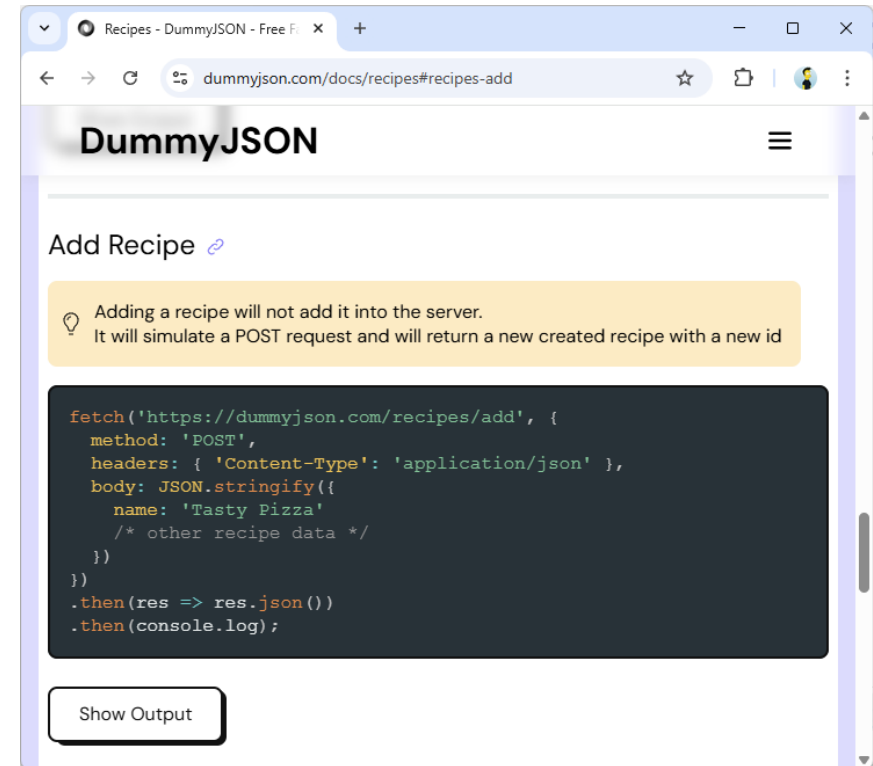 Recipes - DummyJSON - Free F
dummyjson.com/docs/recipes#recipes-add
DummyJSON
Add Recipe
Adding a recipe will not add it into the server.
It will simulate a POST request and will return a new created recipe with a new id
fetch('https://dummyjson.com/recipes/add', {
  method: 'POST',
  headers: { 'Content-Type': 'application/json' },
  body: JSON.stringify({
    name: 'Tasty Pizza'
    /* other recipe data */
  })
})
.then(res => res.json())
.then(console.log);
Show Output